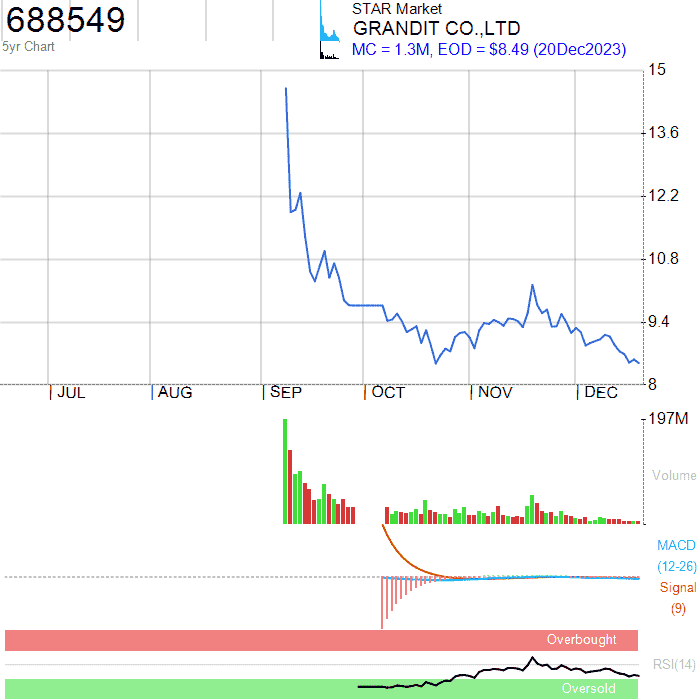 688549
5yr Chart
STAR Market
GRANDIT CO.,LTD
MC = 1.3M, EOD = $8.49 (20Dec2023)
15
13.6
12.2
10.8
9.4
8
JUL AUG SEP OCT NOV DEC
197M
Volume
MACD
(12-26)
Signal
(9)
Overbought
RSI(14)
Oversold